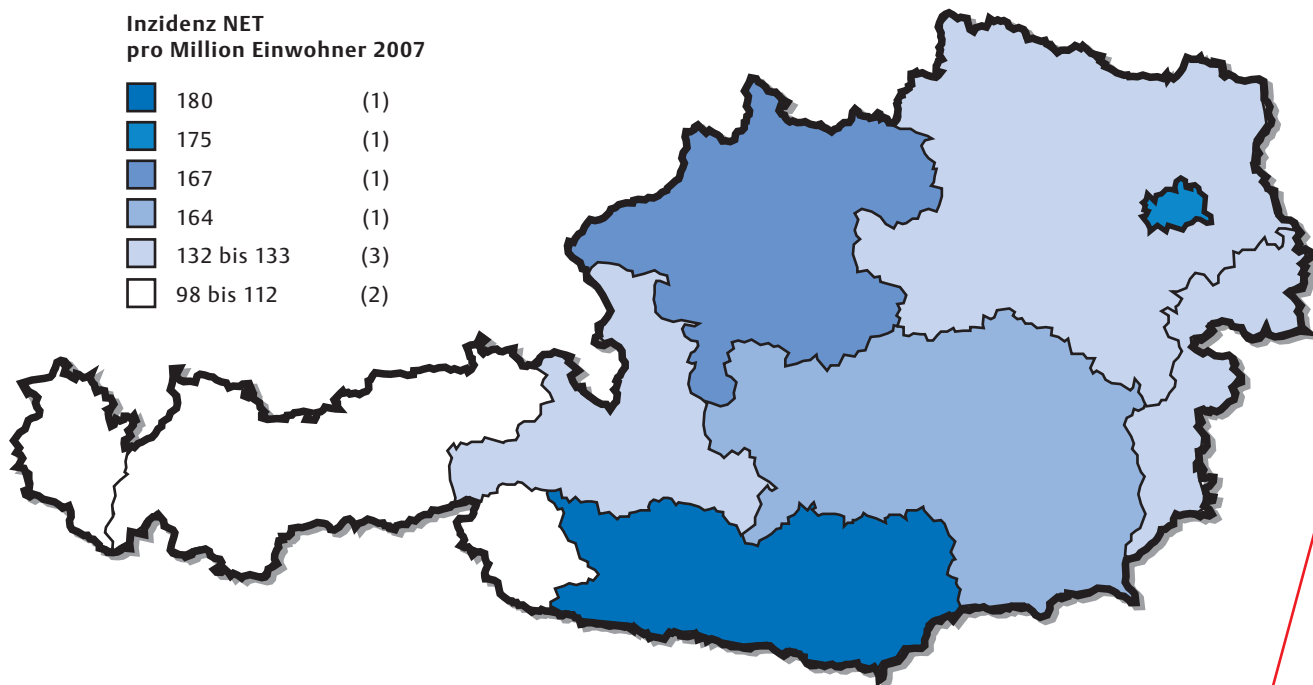 Inzidenz NET
pro Million Einwohner 2007
180 (1)
175 (1)
167 (1)
164 (1)
132 bis 133 (3)
98 bis 112 (2)